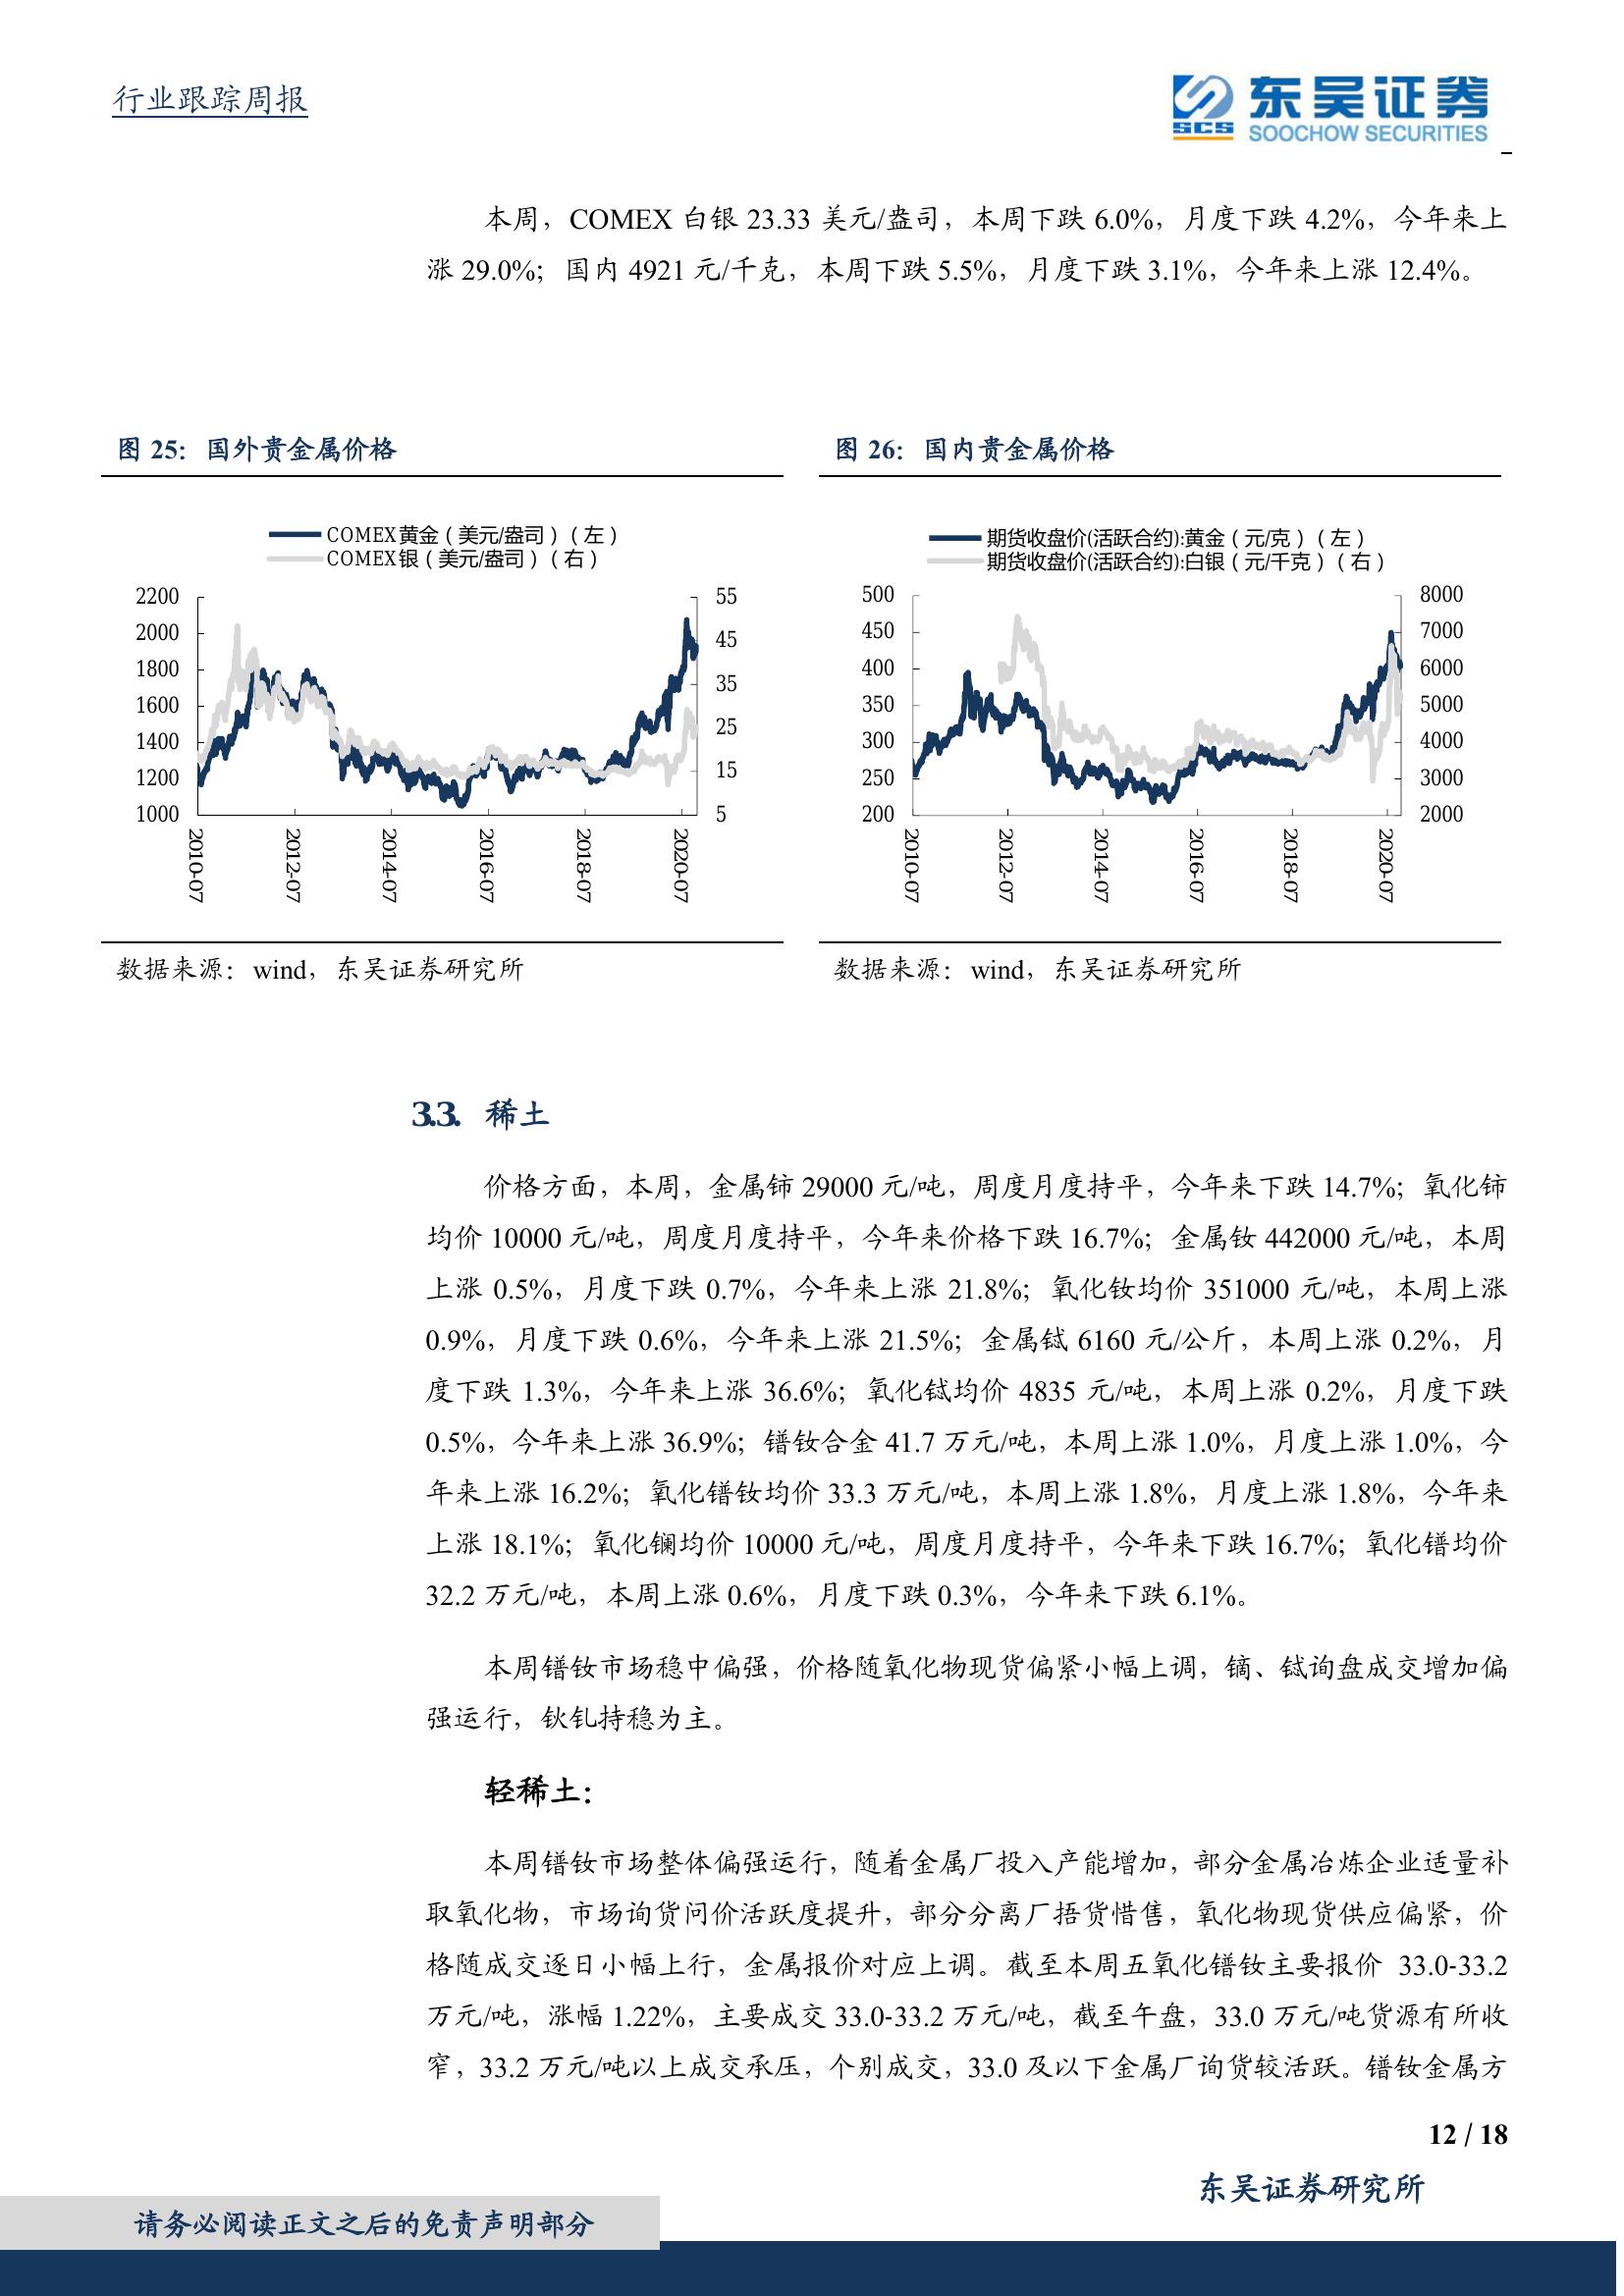 行业跟踪周报
SCS 东吴证券
SOOCHOW SECURITIES
本周，COMEX 白银 23.33 美元/盎司，本周下跌 6.0%，月度下跌 4.2%，今年来上
涨 29.0%；国内 4921 元/千克，本周下跌 5.5%，月度下跌 3.1%，今年来上涨 12.4%。
图 25：国外贵金属价格
COMEX黄金（美元/盎司）（左）
COMEX银（美元/盎司）（右）
2200
2000
1800
1600
1400
1200
1000
55
45
35
25
15
5
2010-07
2012-07
2014-07
2016-07
2018-07
2020-07
数据来源：wind，东吴证券研究所
图 26：国内贵金属价格
期货收盘价(活跃合约):黄金（元/克）（左）
期货收盘价(活跃合约):白银（元/千克）（右）
500
450
400
350
300
250
200
8000
7000
6000
5000
4000
3000
2000
2010-07
2012-07
2014-07
2016-07
2018-07
2020-07
数据来源：wind，东吴证券研究所
3.3. 稀土
价格方面，本周，金属铈 29000 元/吨，周度月度持平，今年来下跌 14.7%；氧化铈
均价 10000 元/吨，周度月度持平，今年来价格下跌 16.7%；金属钕 442000 元/吨，本周
上涨 0.5%，月度下跌 0.7%，今年来上涨 21.8%；氧化钕均价 351000 元/吨，本周上涨
0.9%，月度下跌 0.6%，今年来上涨 21.5%；金属铽 6160 元/公斤，本周上涨 0.2%，月
度下跌 1.3%，今年来上涨 36.6%；氧化铽均价 4835 元/吨，本周上涨 0.2%，月度下跌
0.5%，今年来上涨 36.9%；镨钕合金 41.7 万元/吨，本周上涨 1.0%，月度上涨 1.0%，今
年来上涨 16.2%；氧化镨钕均价 33.3 万元/吨，本周上涨 1.8%，月度上涨 1.8%，今年来
上涨 18.1%；氧化镧均价 10000 元/吨，周度月度持平，今年来下跌 16.7%；氧化镨均价
32.2 万元/吨，本周上涨 0.6%，月度下跌 0.3%，今年来下跌 6.1%。
本周镨钕市场稳中偏强，价格随氧化物现货偏紧小幅上调，镝、铽询盘成交增加偏
强运行，钬钆持稳为主。
轻稀土：
本周镨钕市场整体偏强运行，随着金属厂投入产能增加，部分金属冶炼企业适量补
取氧化物，市场询货问价活跃度提升，部分分离厂捂货惜售，氧化物现货供应偏紧，价
格随成交逐日小幅上行，金属报价对应上调。截至本周五氧化镨钕主要报价 33.0-33.2
万元/吨，涨幅 1.22%，主要成交 33.0-33.2 万元/吨，截至午盘，33.0 万元/吨货源有所收
窄，33.2 万元/吨以上成交承压，个别成交，33.0 及以下金属厂询货较活跃。镨钕金属方
12 / 18
东吴证券研究所
请务必阅读正文之后的免责声明部分